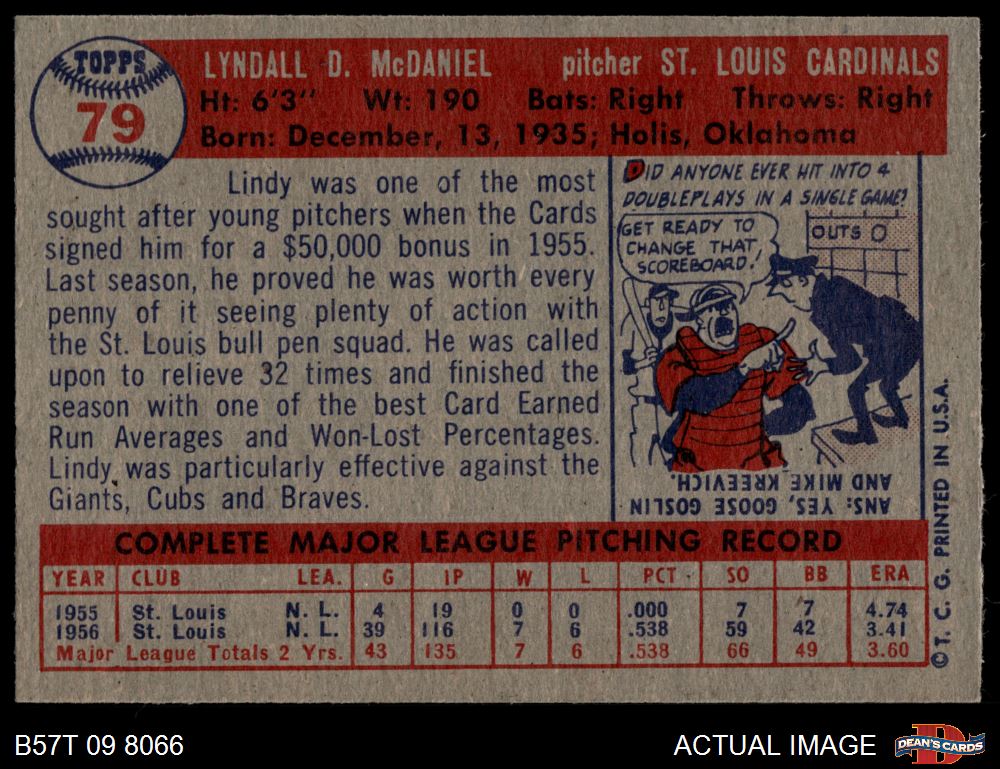 TOPPS
79
LYNDALL D. McDANIEL pitcher ST. LOUIS CARDINALS
Ht: 6'3" Wt: 190 Bats: Right Throws: Right
Born: December, 13, 1935; Holis, Oklahoma
Lindy was one of the most
sought after young pitchers when the Cards
signed him for a $50,000 bonus in 1955.
Last season, he proved he was worth every
penny of it seeing plenty of action with
the St. Louis bull pen squad. He was called
upon to relieve 32 times and finished the
season with one of the best Card Earned
Run Averages and Won-Lost Percentages.
Lindy was particularly effective against the
Giants, Cubs and Braves.
DID ANYONE EVER HIT INTO 4
DOUBLEPLAYS IN A SINGLE GAME?
GET READY TO
CHANGE THAT
SCOREBOARD!
OUTS 0
ANS: YES, GOOSE GOSLIN
AND MIKE KREEVICH.
COMPLETE MAJOR LEAGUE PITCHING RECORD
YEAR CLUB LEA. G IP W L PCT. SO BB ERA
1955 St. Louis N. L. 4 19 0 0 .000 7 7 4.74
1956 St. Louis N. L. 39 116 7 6 .538 59 42 3.41
Major League Totals 2 Yrs. 43 135 7 6 .538 66 49 3.60
© T. C. G. PRINTED IN U.S.A.
B57T 09 8066
ACTUAL IMAGE
D
DEAN'S CARDS